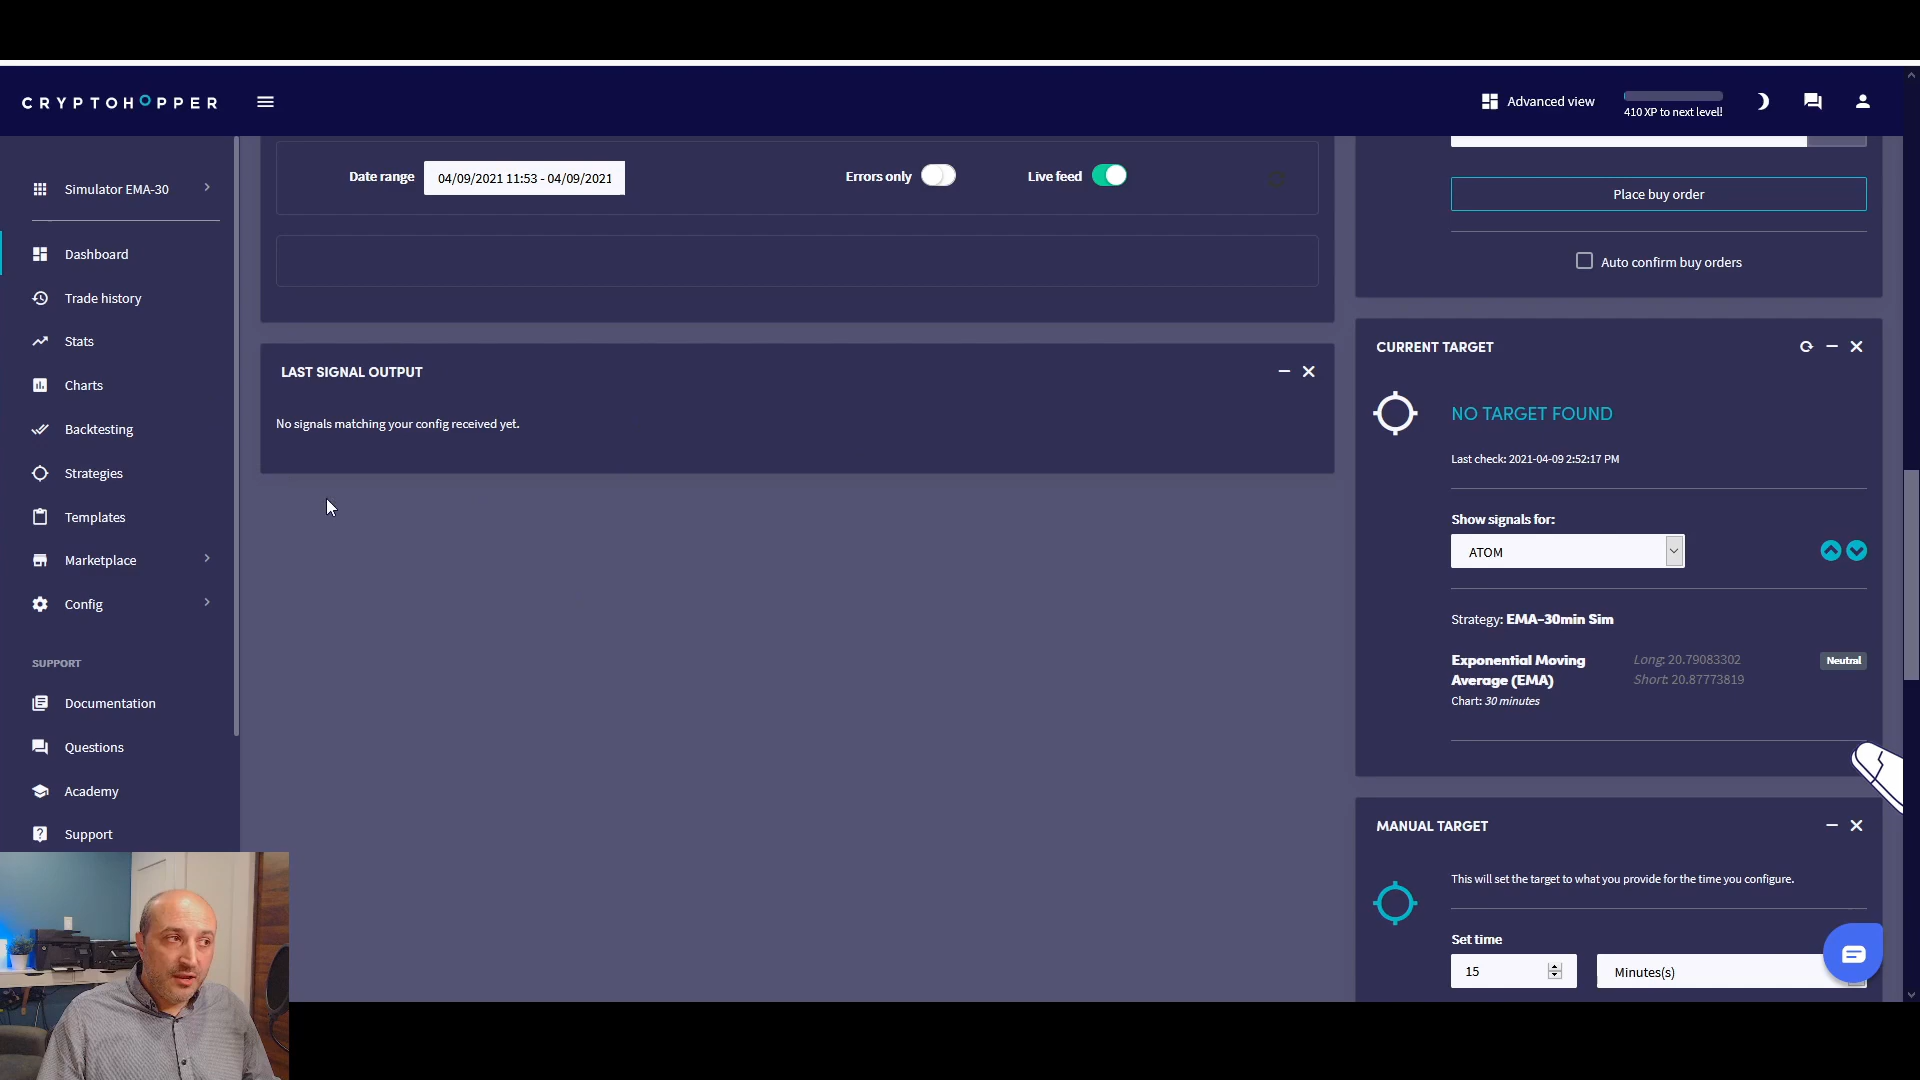 CRYPTOHOPPER
Advanced view
410 XP to next level!
Simulator EMA-30
Dashboard
Trade history
Stats
Charts
Backtesting
Strategies
Templates
Marketplace
Config
SUPPORT
Documentation
Questions
Academy
Support
Date range
04/09/2021 11:53 - 04/09/2021
Errors only
Live feed
LAST SIGNAL OUTPUT
No signals matching your config received yet.
Place buy order
Auto confirm buy orders
CURRENT TARGET
NO TARGET FOUND
Last check: 2021-04-09 2:52:17 PM
Show signals for:
ATOM
Strategy: EMA-30min Sim
Exponential Moving
Average (EMA)
Chart: 30 minutes
Long: 20.79083302
Short: 20.87773819
Neutral
MANUAL TARGET
This will set the target to what you provide for the time you configure.
Set time
15
Minutes(s)